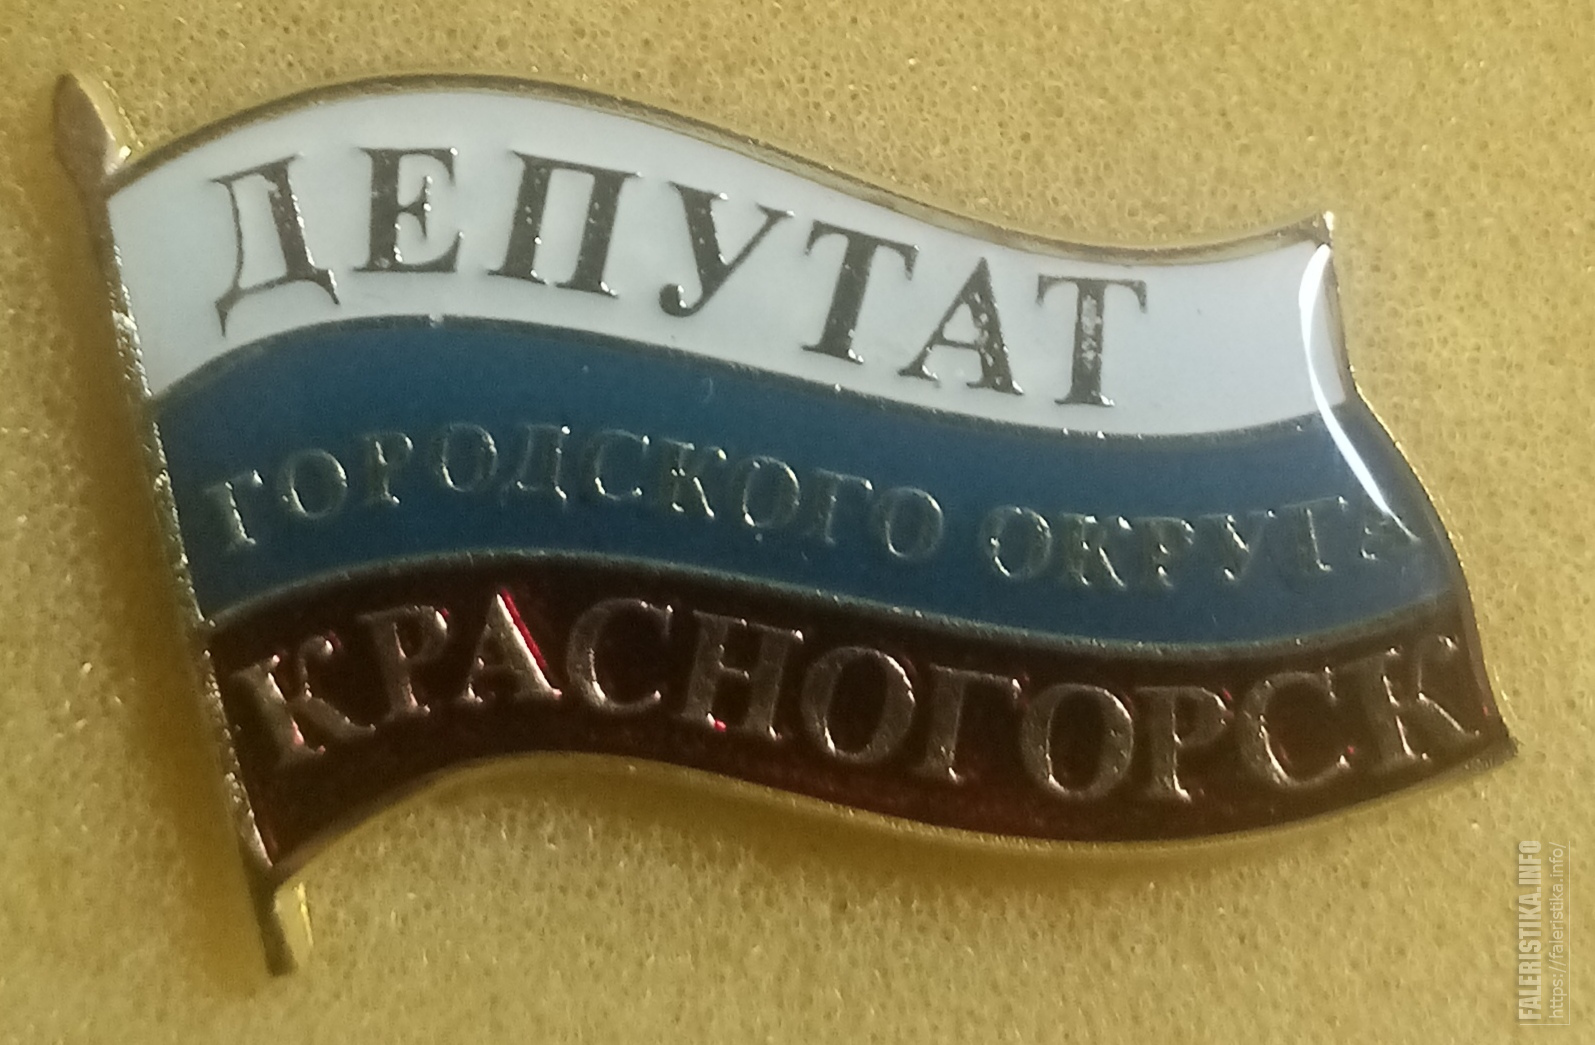 ДЕПУТАТ
ГОРОДСКОГО ОКРУГА
КРАСНОГОРСК
FALERISTIKA.INFO
https://faleristika.info/